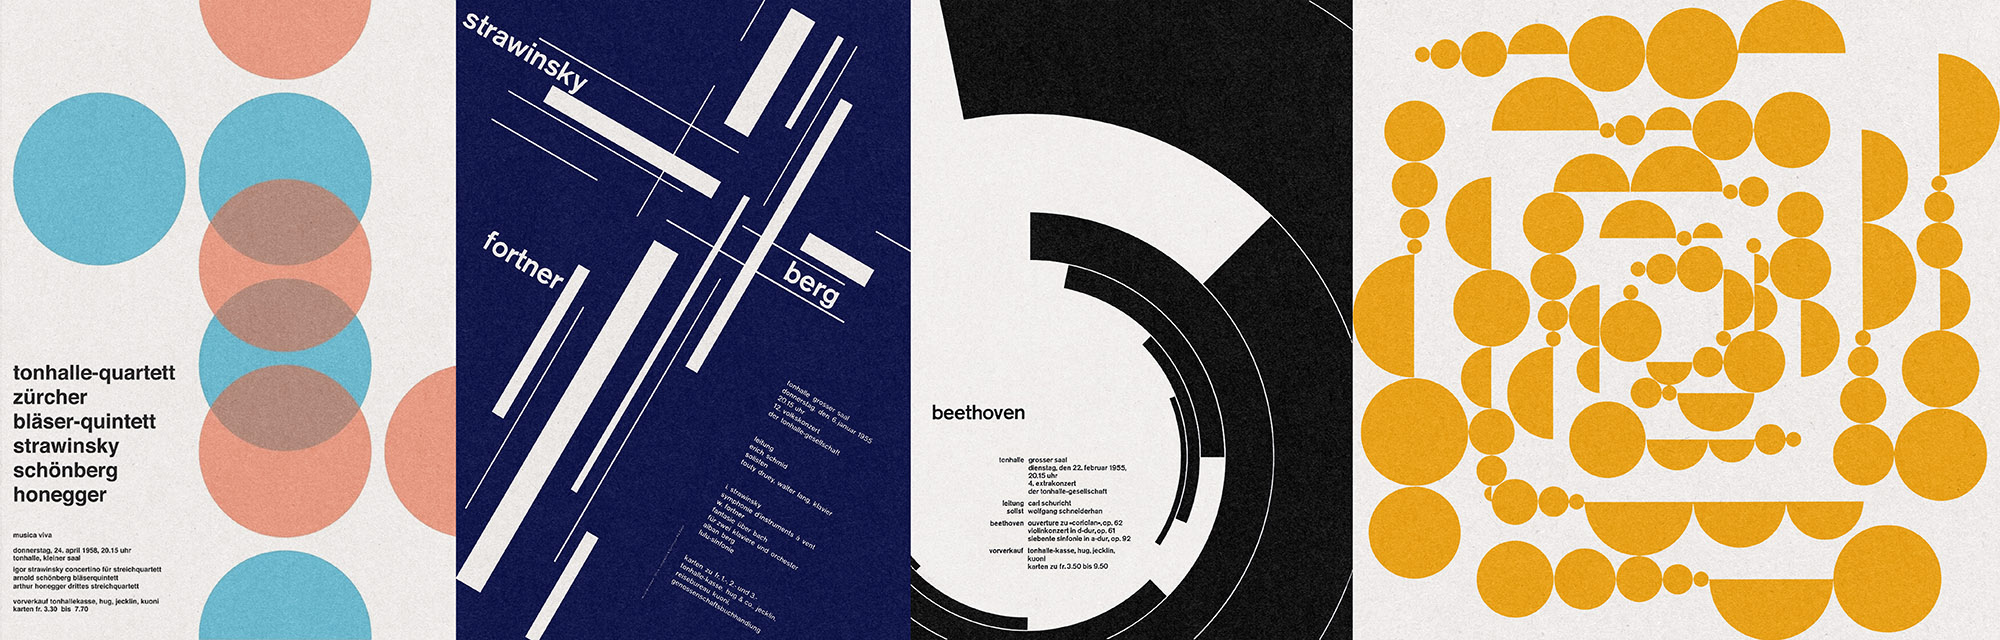 tonhalle-quartett
zürcher
bläser-quintett
strawinsky
schönberg
honegger
musica viva
donnerstag, 24. april 1958, 20.15 uhr
tonhalle, kleiner saal
igor strawinsky concertino für streichquartett
arnold schönberg bläserquintett
arthur honegger drittes streichquartett
vorverkauf tonhallekasse, hug, jecklin, kuoni
karten fr. 3.30 bis 7.70
strawinsky
fortner
berg
tonhalle grosser saal
donnerstag, den 6. januar 1955
20.15 uhr
12. volkskonzert
der tonhalle-gesellschaft
leitung
erich schmid
solisten
fouly druey, walter lang, klavier
i. strawinsky
symphonie d'instruments à vent
w. fortner
fantasie über bach
für zwei klaviere und orchester
alban berg
lulu-sinfonie
karten zu fr. 1.-, 2.- und 3.-
tonhalle-kasse, hug & co., jecklin,
reisebureau kuoni,
genossenschaftsbuchhandlung
beethoven
tonhalle grosser saal
dienstag, den 22. februar 1955,
20.15 uhr
4. extrakonzert
der tonhalle-gesellschaft
leitung carl schuricht
solist wolfgang schneiderhan
beethoven ouverture zu «coriolan», op. 62
violinkonzert in d-dur, op. 61
siebente sinfonie in a-dur, op. 92
vorverkauf tonhalle-kasse, hug, jecklin,
kuoni
karten zu fr. 3.50 bis 9.50